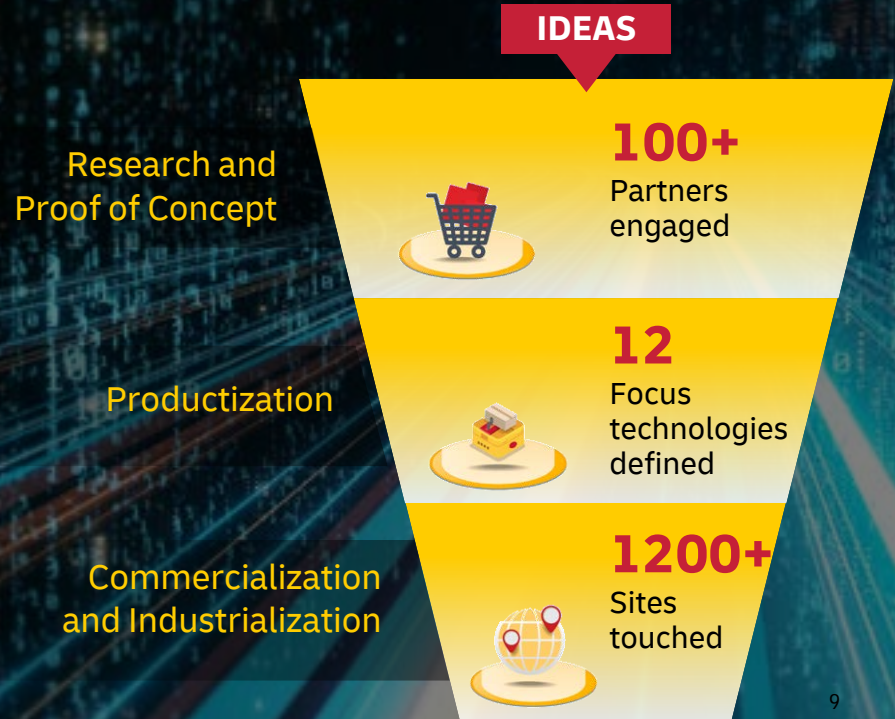 IDEAS
Research and
Proof of Concept
100+
Partners
engaged
Productization
12
Focus
technologies
defined
Commercialization
and Industrialization
1200+
Sites
touched
9